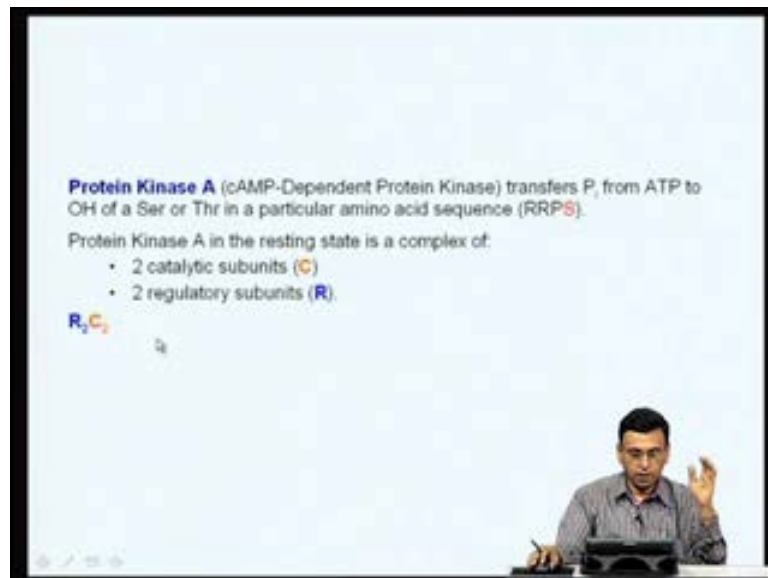 Protein Kinase A (cAMP-Dependent Protein Kinase) transfers Pi from ATP to
OH of a Ser or Thr in a particular amino acid sequence (RRPS).
Protein Kinase A in the resting state is a complex of:
• 2 catalytic subunits (C)
• 2 regulatory subunits (R).
R2C2